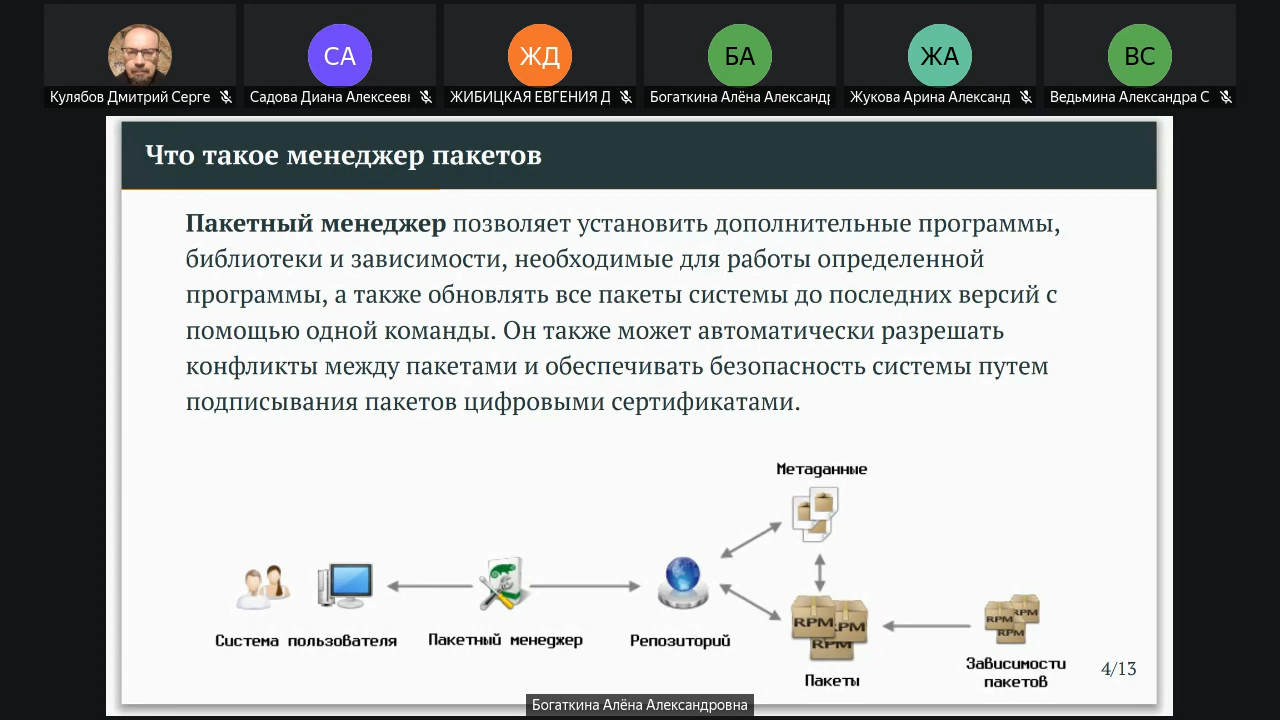 СА
ЖД
БА
ЖА
ВС
Кулябов Дмитрий Серге
Садова Диана Алексеевн
ЖИБИЦКАЯ ЕВГЕНИЯ Д
Богаткина Алёна Александр
Жукова Арина Александ
Ведьмина Александра С
Что такое менеджер пакетов
Пакетный менеджер позволяет установить дополнительные программы,
библиотеки и зависимости, необходимые для работы определенной
программы, а также обновлять все пакеты системы до последних версий с
помощью одной команды. Он также может автоматически разрешать
конфликты между пакетами и обеспечивать безопасность системы путем
подписывания пакетов цифровыми сертификатами.
Метаданные
RPM
RPM
RPM
RPM
RPM
RPM
Система пользователя
Пакетный менеджер
Репозиторий
Пакеты
Зависимости
пакетов
4/13
Богаткина Алёна Александровна